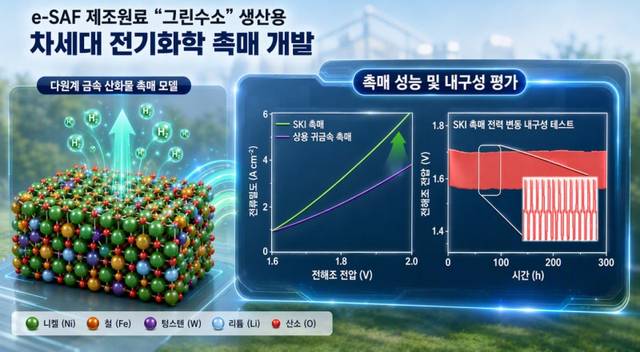 e-SAF 제조원료 “그린수소” 생산용
차세대 전기화학 촉매 개발
다원계 금속 산화물 촉매 모델
H₂
H₂
H₂
H₂
H₂
니켈 (Ni)
철 (Fe)
텅스텐 (W)
리튬 (Li)
산소 (O)
촉매 성능 및 내구성 평가
SKI 촉매
상용 귀금속 촉매
전류밀도 (A cm⁻²)
6
4
2
0
1.6
1.8
2.0
전해조 전압 (V)
SKI 촉매 전력 변동 내구성 테스트
전해조 전압 (V)
1.8
1.6
1.4
0
100
200
300
시간 (h)